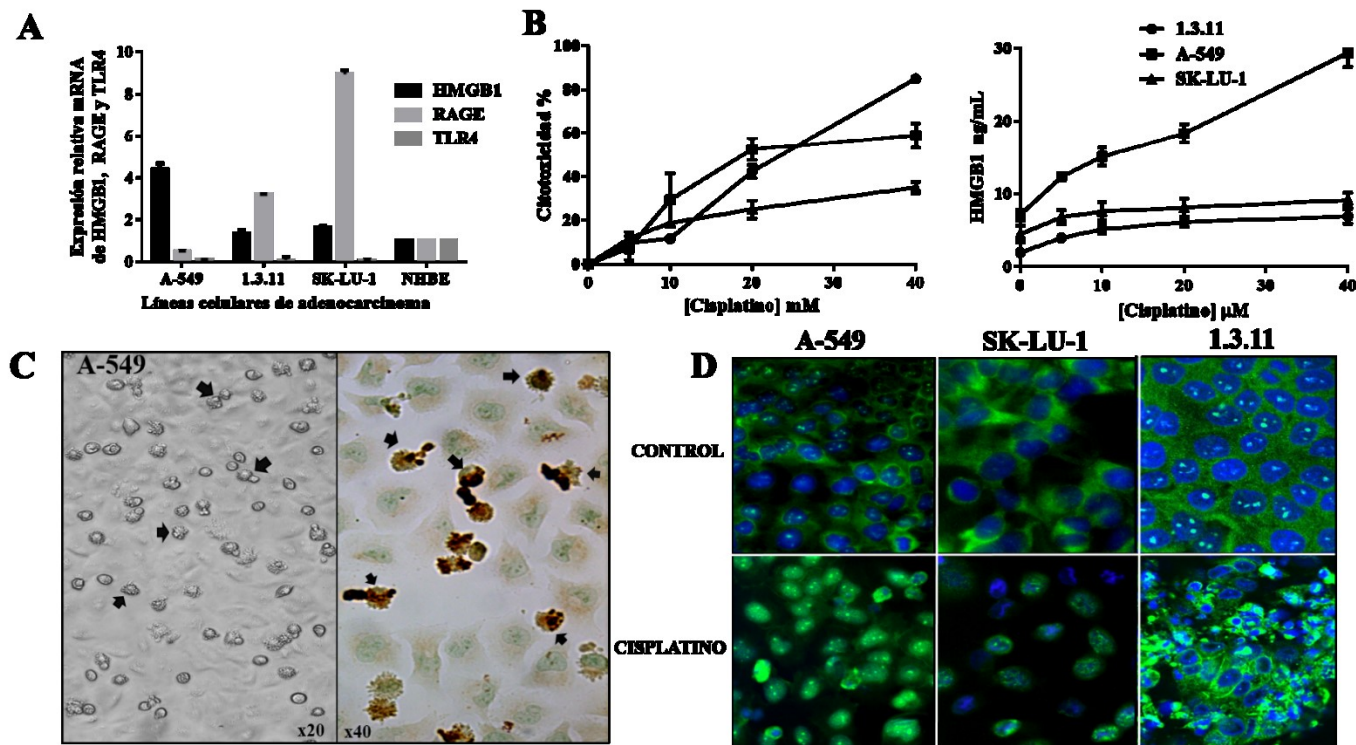 A
Expresión relativa mRNA
de HMGB1, RAGE y TLR4
10
8
6
4
2
0
HMGB1
RAGE
TLR4
A-549
1.3.11
SK-LU-1
NHBE
Líneas celulares de adenocarcinoma
B
Citotoxicidad %
100
80
60
40
20
0
0
10
20
30
40
[Cisplatino] mM
1.3.11
A-549
SK-LU-1
HMGB1 ng/mL
30
20
10
0
0
10
20
30
40
[Cisplatino] µM
C
A-549
x20
x40
D
A-549
SK-LU-1
1.3.11
CONTROL
CISPLATINO